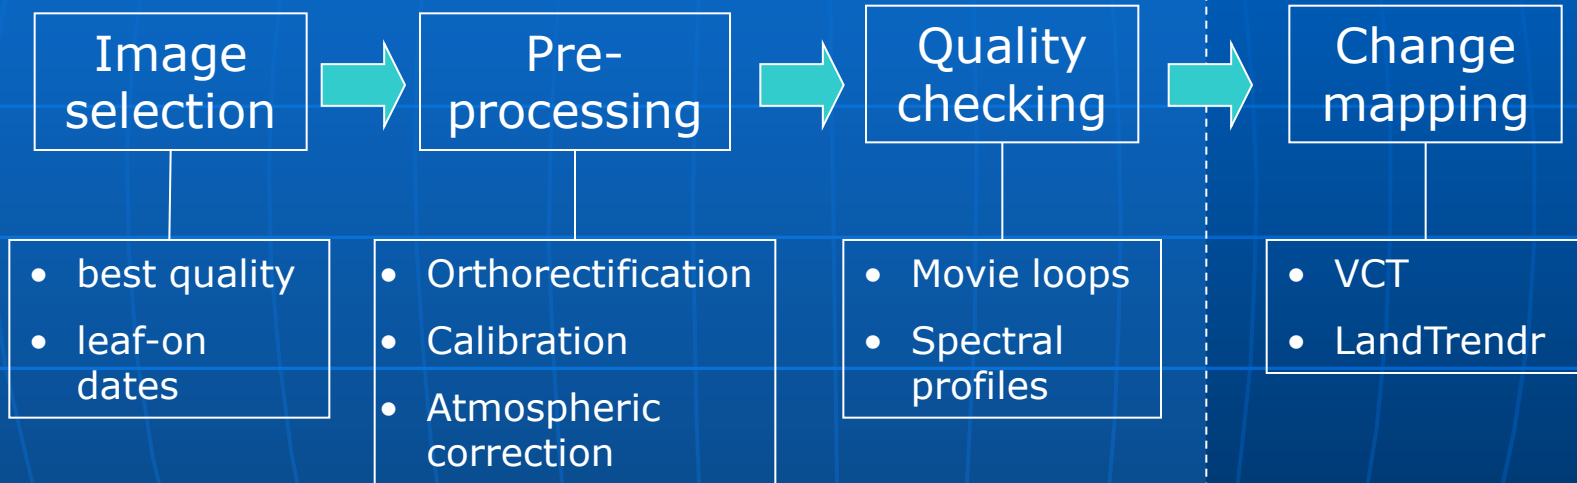 Image
selection
Pre-
processing
Quality
checking
Change
mapping
• best quality
• leaf-on
dates
• Orthorectification
• Calibration
• Atmospheric
correction
• Movie loops
• Spectral
profiles
• VCT
• LandTrendr